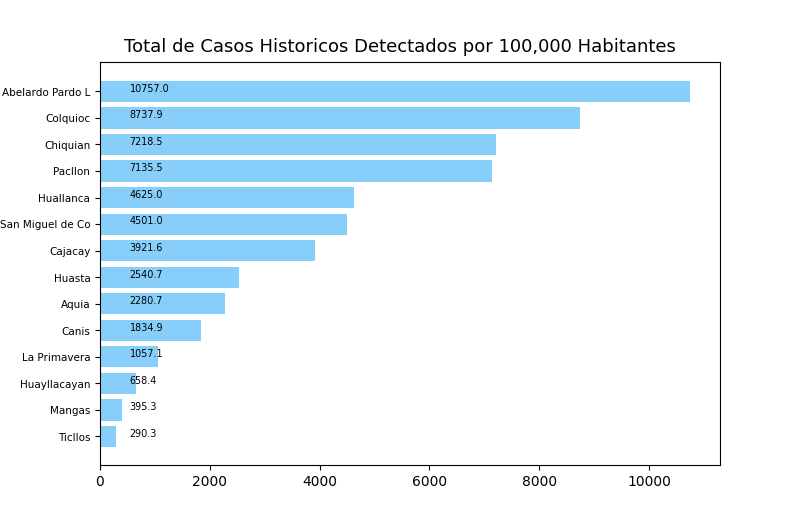 Total de Casos Historicos Detectados por 100,000 Habitantes
Abelardo Pardo L 10757.0
Colquioc 8737.9
Chiquian 7218.5
Pacllon 7135.5
Huallanca 4625.0
San Miguel de Co 4501.0
Cajacay 3921.6
Huasta 2540.7
Aquia 2280.7
Canis 1834.9
La Primavera 1057.1
Huayllacayan 658.4
Mangas 395.3
Ticllos 290.3
0 2000 4000 6000 8000 10000